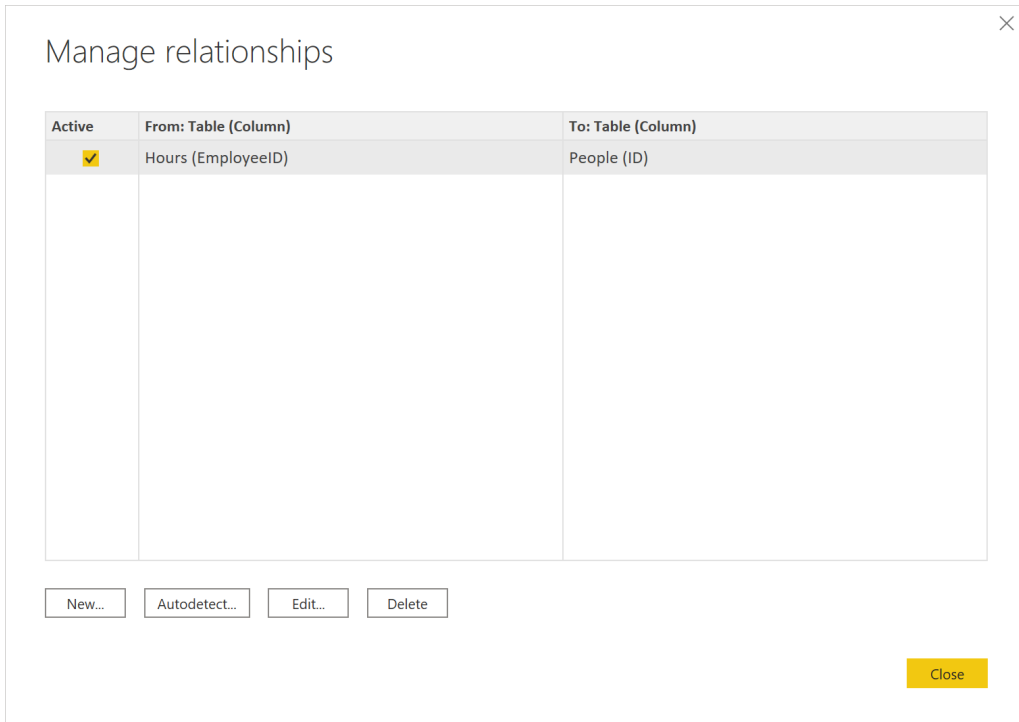 Manage relationships
Active From: Table (Column) To: Table (Column)
Hours (EmployeeID) People (ID)
New... Autodetect... Edit... Delete
Close